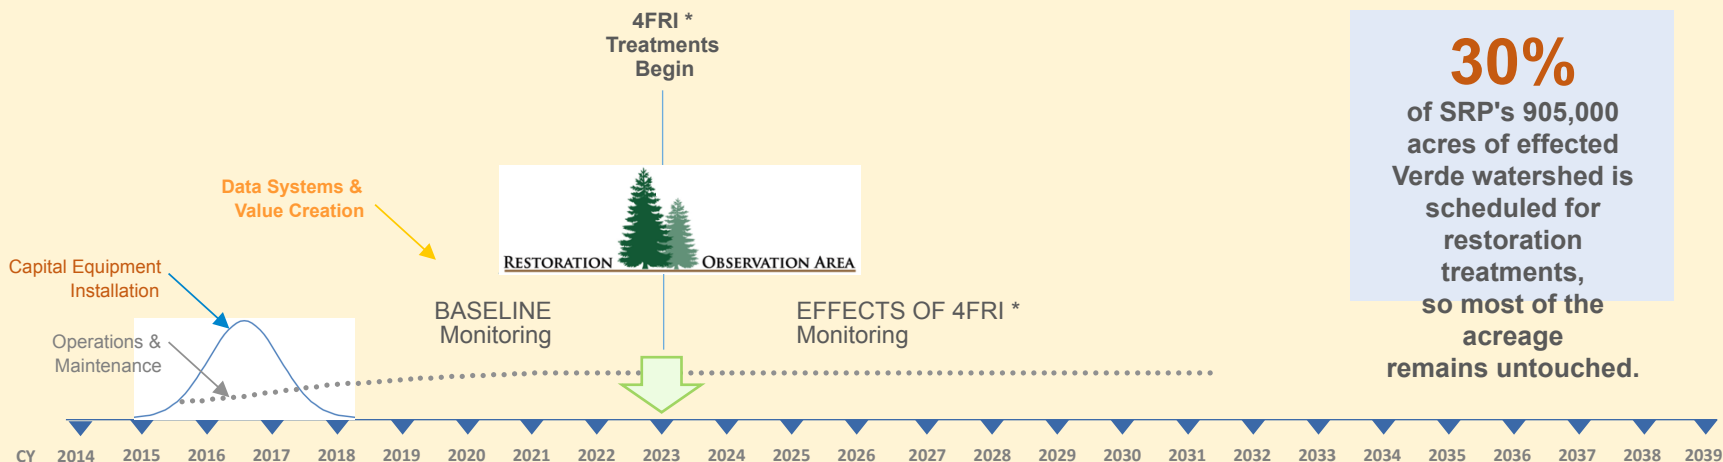 4FRI *
Treatments
Begin
30%
of SRP's 905,000
acres of effected
Verde watershed is
scheduled for
restoration
treatments,
so most of the
acreage
remains untouched.
Data Systems &
Value Creation
RESTORATION OBSERVATION AREA
Capital Equipment
Installation
Operations &
Maintenance
BASELINE
Monitoring
EFFECTS OF 4FRI *
Monitoring
CY 2014 2015 2016 2017 2018 2019 2020 2021 2022 2023 2024 2025 2026 2027 2028 2029 2030 2031 2032 2033 2034 2035 2036 2037 2038 2039